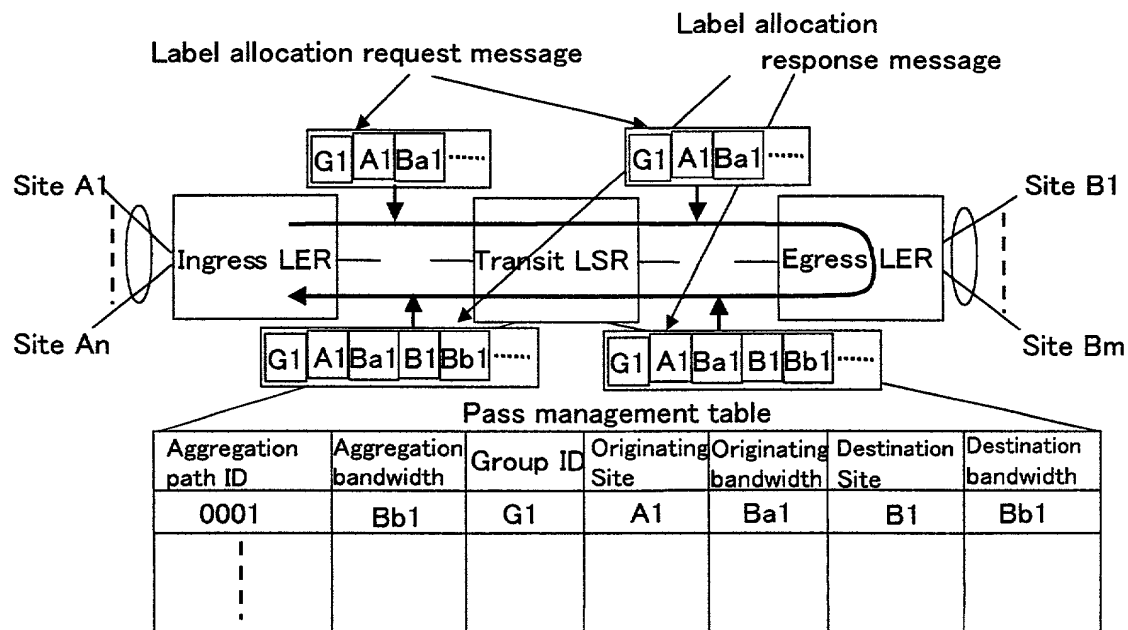 Label allocation request message
Label allocation
response message
G1 A1 Ba1 ......
G1 A1 Ba1 ......
Site A1
Site B1
Ingress LER
Transit LSR
Egress LER
Site An
Site Bm
G1 A1 Ba1 B1 Bb1 ......
G1 A1 Ba1 B1 Bb1 ......
Pass management table
Aggregation path ID
Aggregation bandwidth
Group ID
Originating Site
Originating bandwidth
Destination Site
Destination bandwidth
0001 Bb1 G1 A1 Ba1 B1 Bb1